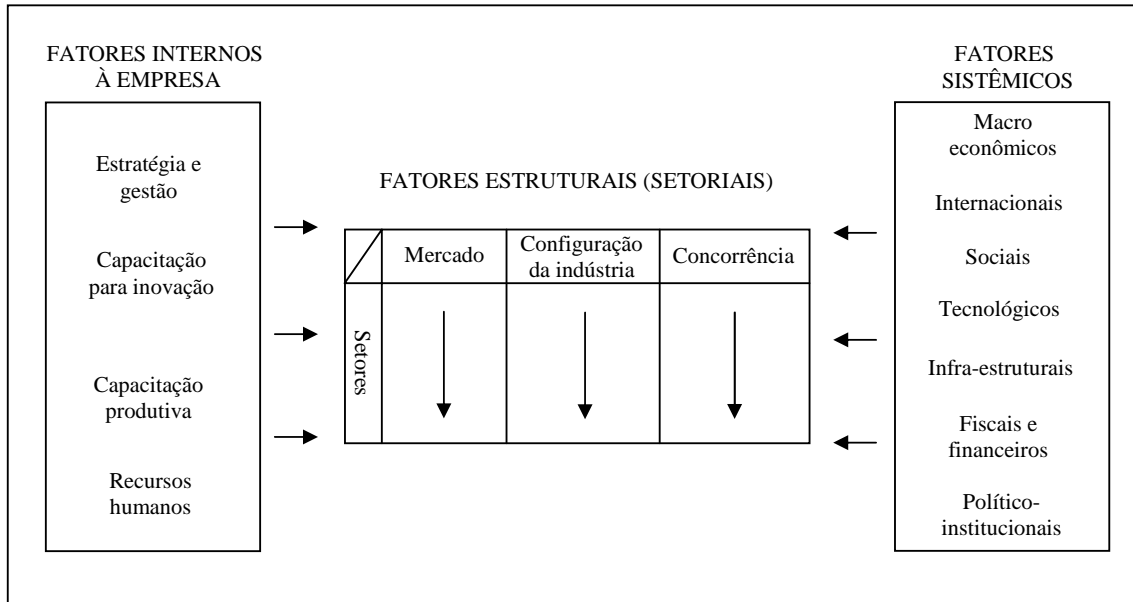 FATORES INTERNOS
À EMPRESA
Estratégia e
gestão
Capacitação
para inovação
Capacitação
produtiva
Recursos
humanos
FATORES ESTRUTURAIS (SETORIAIS)
Mercado
Configuração
da indústria
Concorrência
Setores
FATORES
SISTÊMICOS
Macro
econômicos
Internacionais
Sociais
Tecnológicos
Infra-estruturais
Fiscais e
financeiros
Político-
institucionais